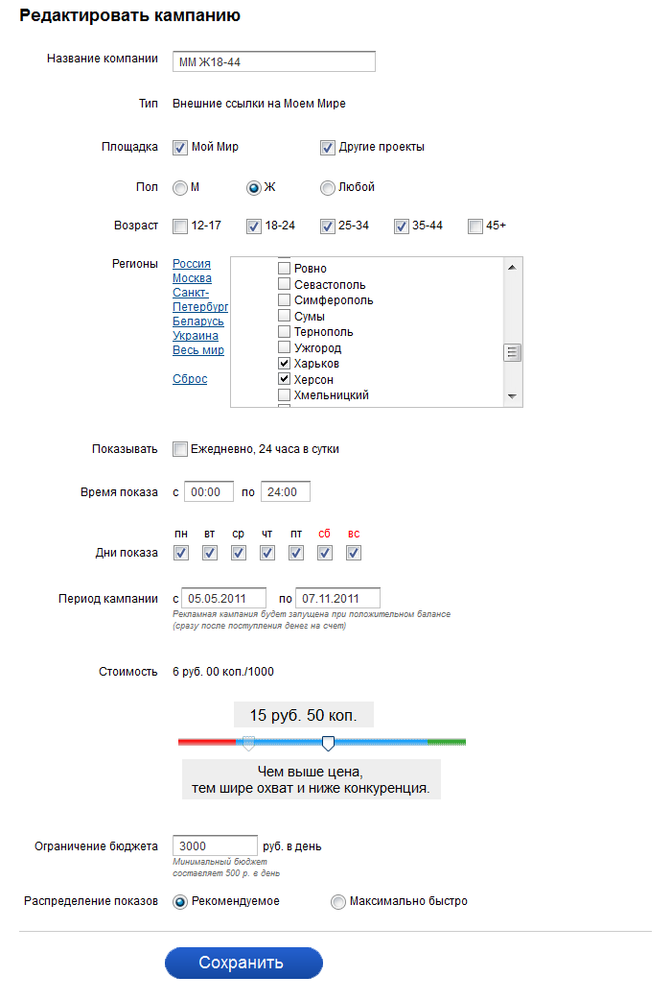 Редактировать кампанию
Название компании ММ Ж18-44
Тип Внешние ссылки на Моем Мире
Площадка Мой Мир Другие проекты
Пол М Ж Любой
Возраст 12-17 18-24 25-34 35-44 45+
Регионы Россия
Москва
Санкт-
Петербург
Беларусь
Украина
Весь мир
Сброс
Ровно
Севастополь
Симферополь
Сумы
Тернополь
Ужгород
Харьков
Херсон
Хмельницкий
Показывать Ежедневно, 24 часа в сутки
Время показа с 00:00 по 24:00
пн вт ср чт пт сб вс
Дни показа
Период кампании с 05.05.2011 по 07.11.2011
Рекламная кампания будет запущена при положительном балансе
(сразу после поступления денег на счет)
Стоимость 6 руб. 00 коп./1000
15 руб. 50 коп.
Чем выше цена,
тем шире охват и ниже конкуренция.
Ограничение бюджета 3000 руб. в день
Минимальный бюджет
составляет 500 р. в день
Распределение показов Рекомендуемое Максимально быстро
Сохранить